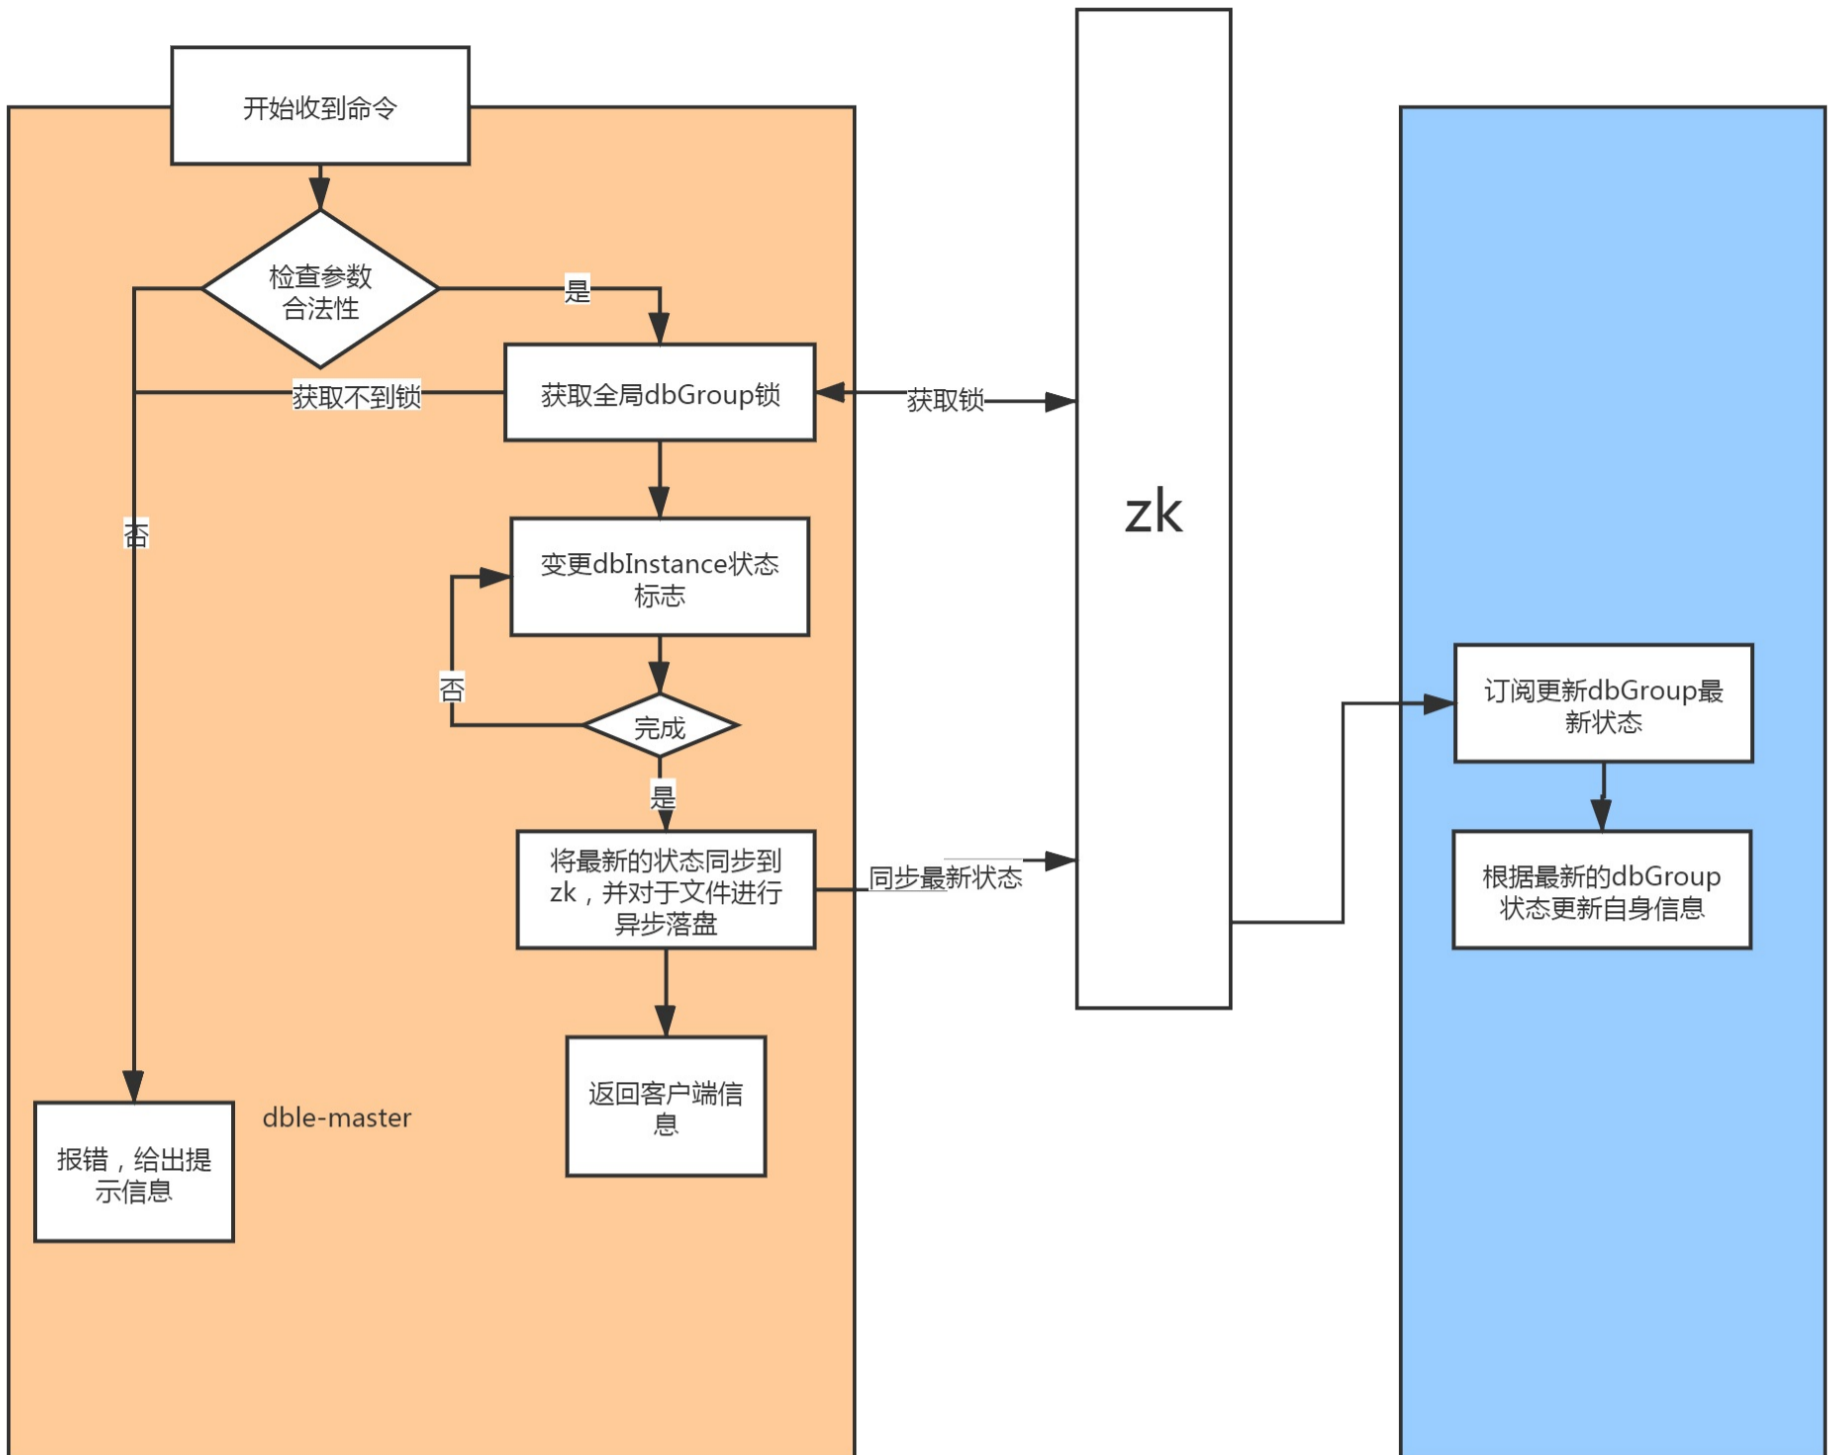 开始收到命令
检查参数
合法性
是
获取不到锁
获取全局dbGroup锁
获取锁
zk
否
变更dbInstance状态
标志
否
完成
是
将最新的状态同步到
zk，并对于文件进行
异步落盘
同步最新状态
订阅更新dbGroup最
新状态
根据最新的dbGroup
状态更新自身信息
返回客户端信
息
dble-master
报错，给出提
示信息